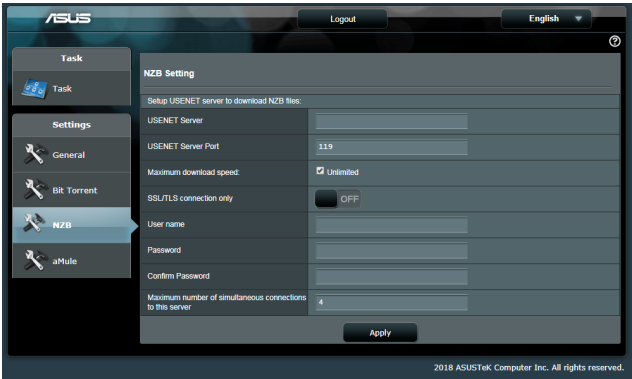 ASUS
Logout
English
Task
Task
Settings
General
Bit Torrent
NZB
aMule
NZB Setting
Setup USENET server to download NZB files:
USENET Server
USENET Server Port 119
Maximum download speed: Unlimited
SSL/TLS connection only OFF
User name
Password
Confirm Password
Maximum number of simultaneous connections
to this server 4
Apply
2018 ASUSTeK Computer Inc. All rights reserved.